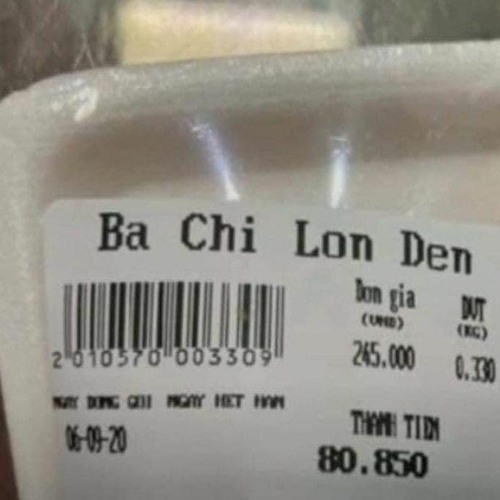 Ba Chi Lon Den
Don gia DVT
(VND) (KG)
2 010570 003309
245.000 0.330
NGAY DONG GOI NGAY HET HAN
THANH TIEN
06-09-20
80.850